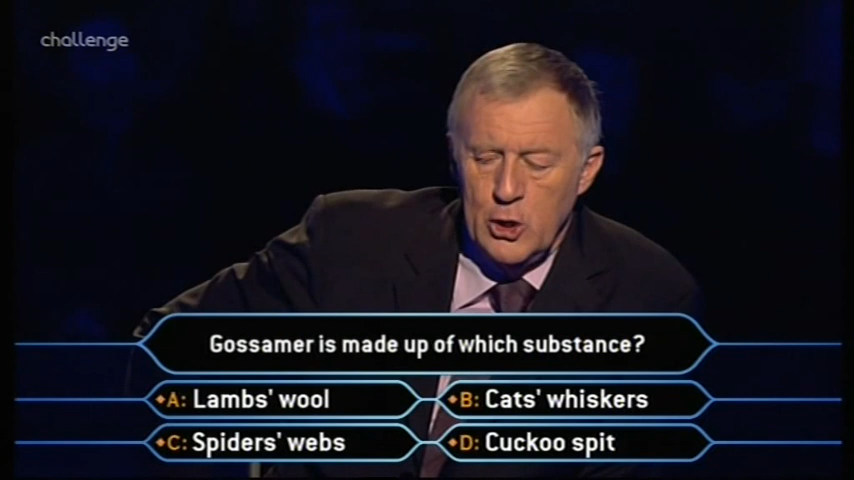 challenge
Gossamer is made up of which substance?
A: Lambs' wool
B: Cats' whiskers
C: Spiders' webs
D: Cuckoo spit